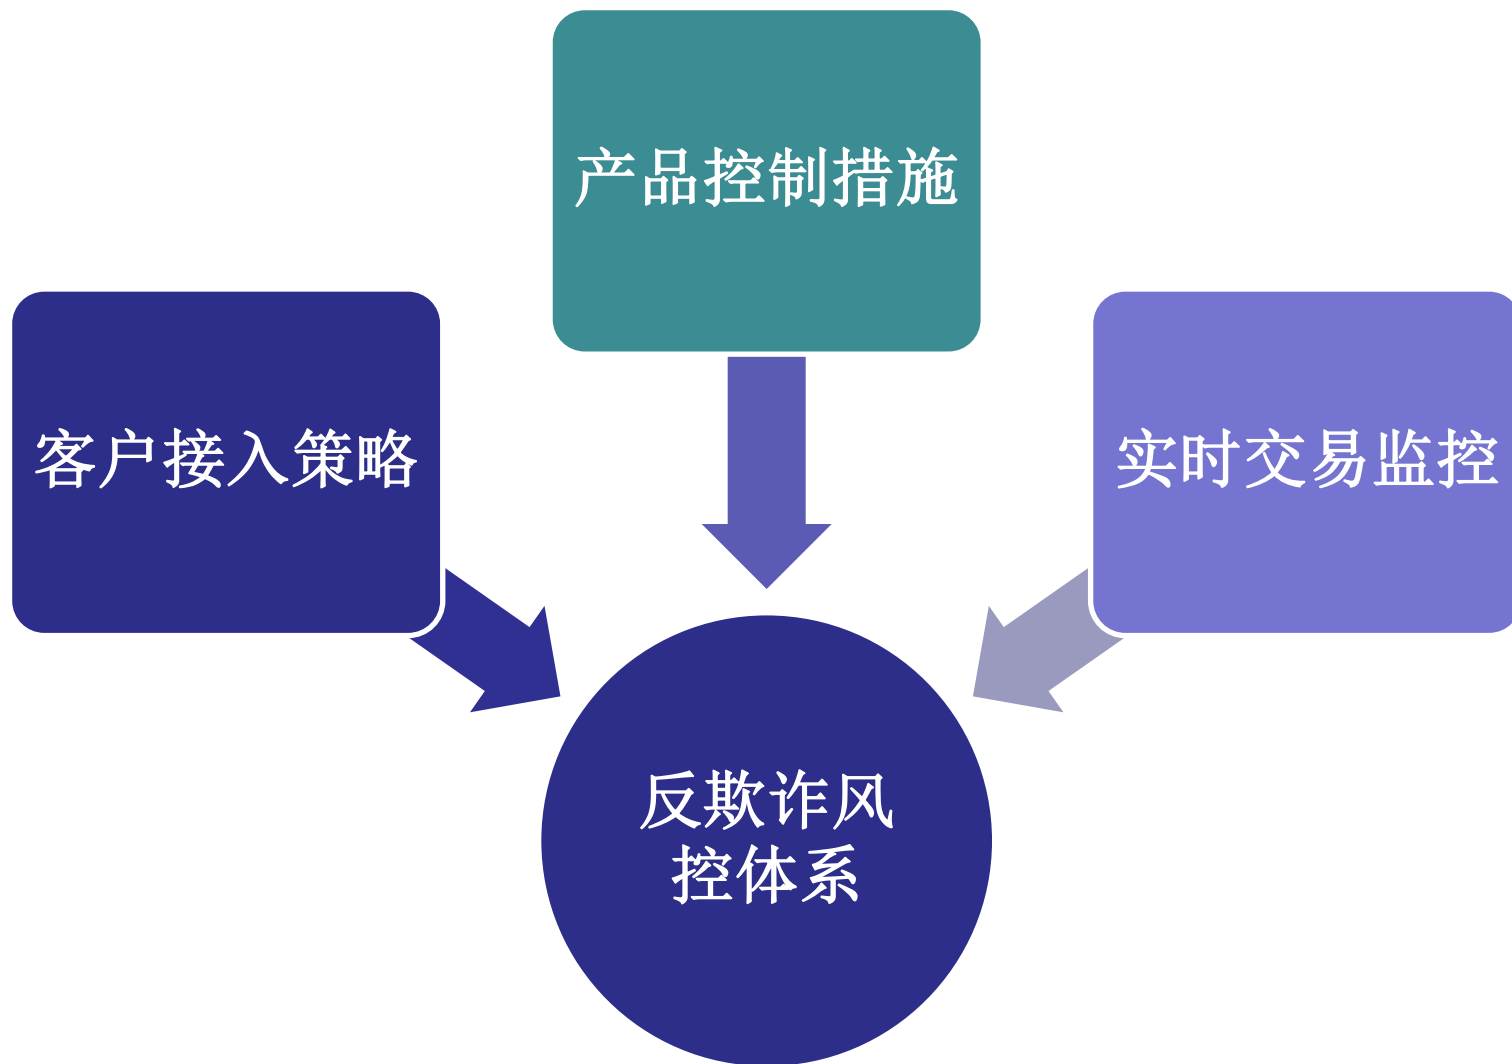 产品控制措施
客户接入策略
实时交易监控
反欺诈风
控体系